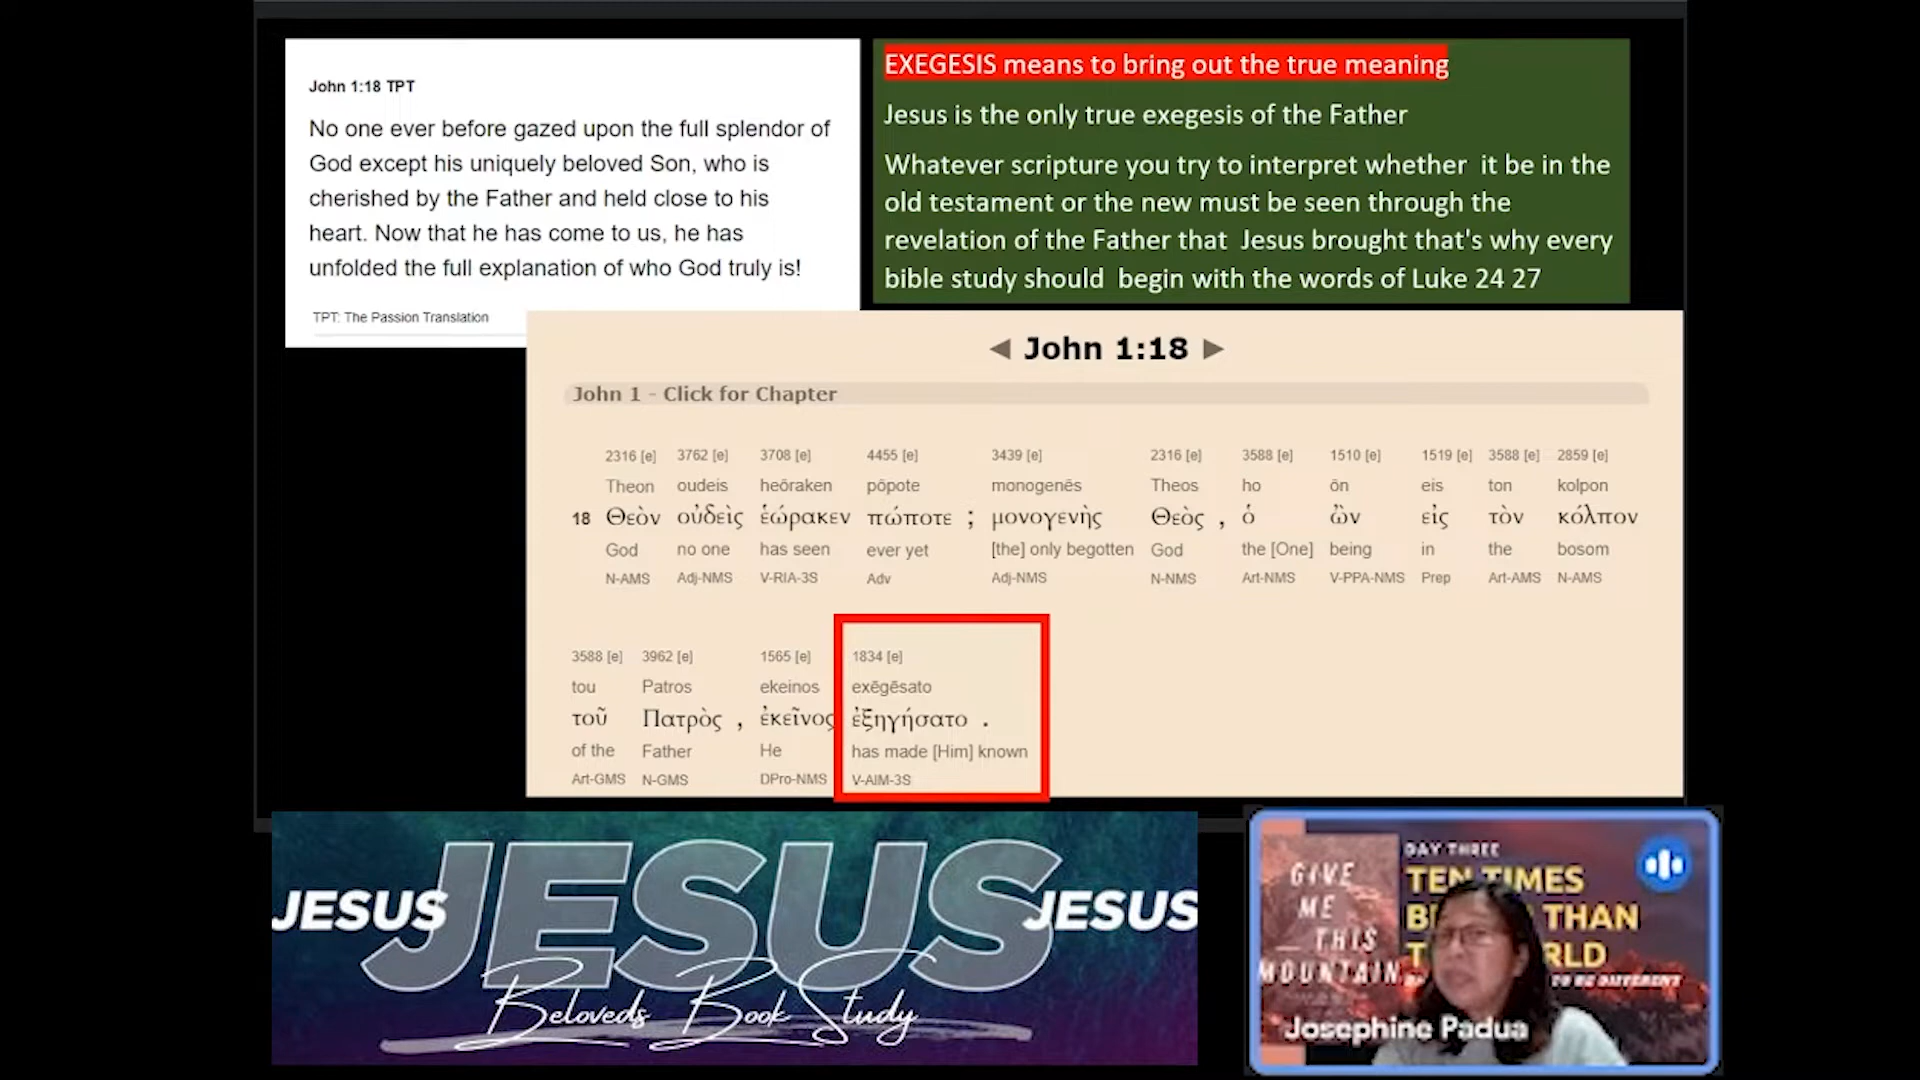 John 1:18 TPT
No one ever before gazed upon the full splendor of
God except his uniquely beloved Son, who is
cherished by the Father and held close to his
heart. Now that he has come to us, he has
unfolded the full explanation of who God truly is!
TPT: The Passion Translation
EXEGESIS means to bring out the true meaning
Jesus is the only true exegesis of the Father
Whatever scripture you try to interpret whether it be in the
old testament or the new must be seen through the
revelation of the Father that Jesus brought that's why every
bible study should begin with the words of Luke 24 27
◄ John 1:18 ►
John 1 - Click for Chapter
2316 [e] 3762 [e] 3708 [e] 4455 [e] 3439 [e] 2316 [e] 3588 [e] 1510 [e] 1519 [e] 3588 [e] 2859 [e]
Theon oudeis heōraken pōpote monogenēs Theos ho ōn eis ton kolpon
18 Θεὸν οὐδεὶς ἑώρακεν πώποτε ; μονογενὴς Θεὸς , ὁ ὢν εἰς τὸν κόλπον
God no one has seen ever yet [the] only begotten God the [One] being in the bosom
N-AMS Adj-NMS V-RIA-3S Adv Adj-NMS N-NMS Art-NMS V-PPA-NMS Prep Art-AMS N-AMS
3588 [e] 3962 [e] 1565 [e] 1834 [e]
tou Patros ekeinos exēgēsato
τοῦ Πατρὸς , ἐκεῖνος ἐξηγήσατο .
of the Father He has made [Him] known
Art-GMS N-GMS DPro-NMS V-AIM-3S
JESUS JESUS JESUS
Beloveds Book Study
GIVE
ME
THIS
MOUNTAIN
DAY THREE
TEN TIMES
THAN
TO BE DIFFERENT
Josephine Padua